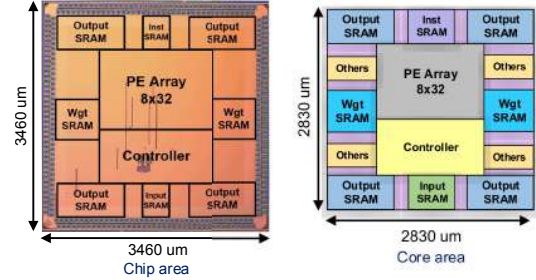 Output
SRAM
Inst
SRAM
Output
SRAM
PE Array
8x32
Wgt
SRAM
Wgt
SRAM
Controller
Output
SRAM
Input
SRAM
Output
SRAM
3460 um
3460 um
Chip area
Output
SRAM
Inst
SRAM
Output
SRAM
Others
PE Array
8x32
Others
Wgt
SRAM
Wgt
SRAM
Others
Controller
Others
Output
SRAM
Input
SRAM
Output
SRAM
2830 um
2830 um
Core area